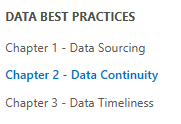 DATA BEST PRACTICES
Chapter 1 - Data Sourcing
Chapter 2 - Data Continuity
Chapter 3 - Data Timeliness